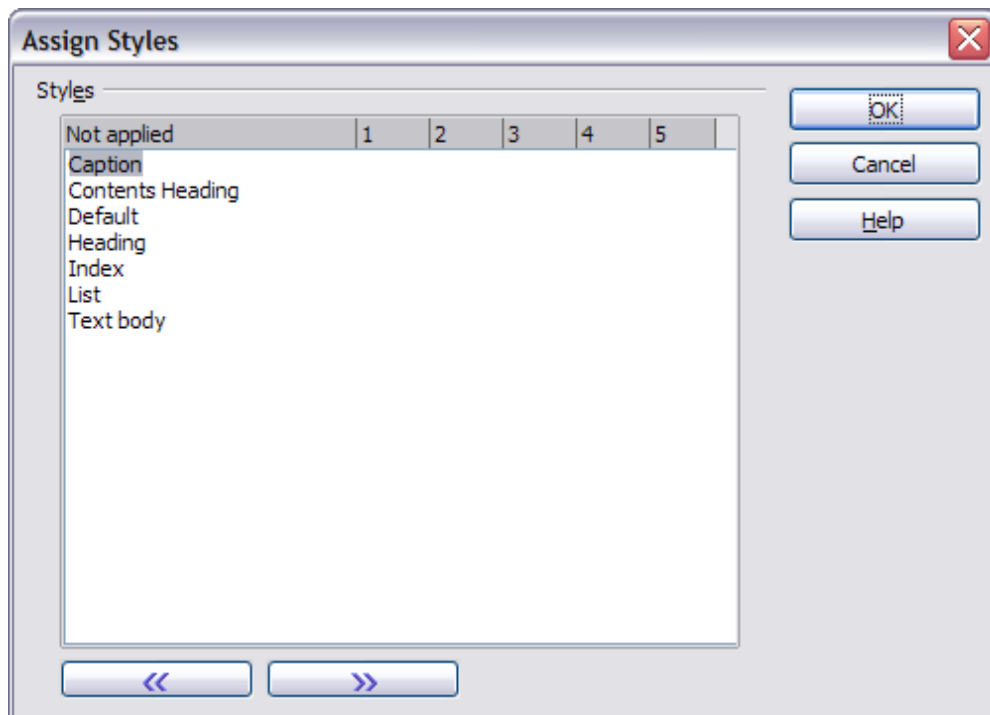 Assign Styles
Styles
OK
Not applied 1 2 3 4 5
Caption
Cancel
Contents Heading
Default
Help
Heading
Index
List
Text body
<< >>